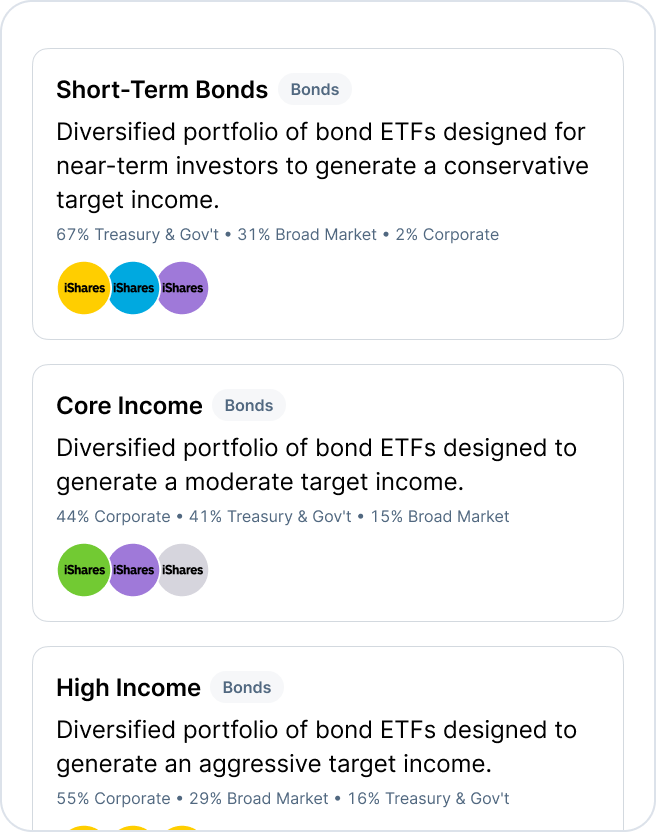 Short-Term Bonds Bonds
Diversified portfolio of bond ETFs designed for
near-term investors to generate a conservative
target income.
67% Treasury & Gov't • 31% Broad Market • 2% Corporate
iShares iShares iShares
Core Income Bonds
Diversified portfolio of bond ETFs designed to
generate a moderate target income.
44% Corporate • 41% Treasury & Gov't • 15% Broad Market
iShares iShares iShares
High Income Bonds
Diversified portfolio of bond ETFs designed to
generate an aggressive target income.
55% Corporate • 29% Broad Market • 16% Treasury & Gov't